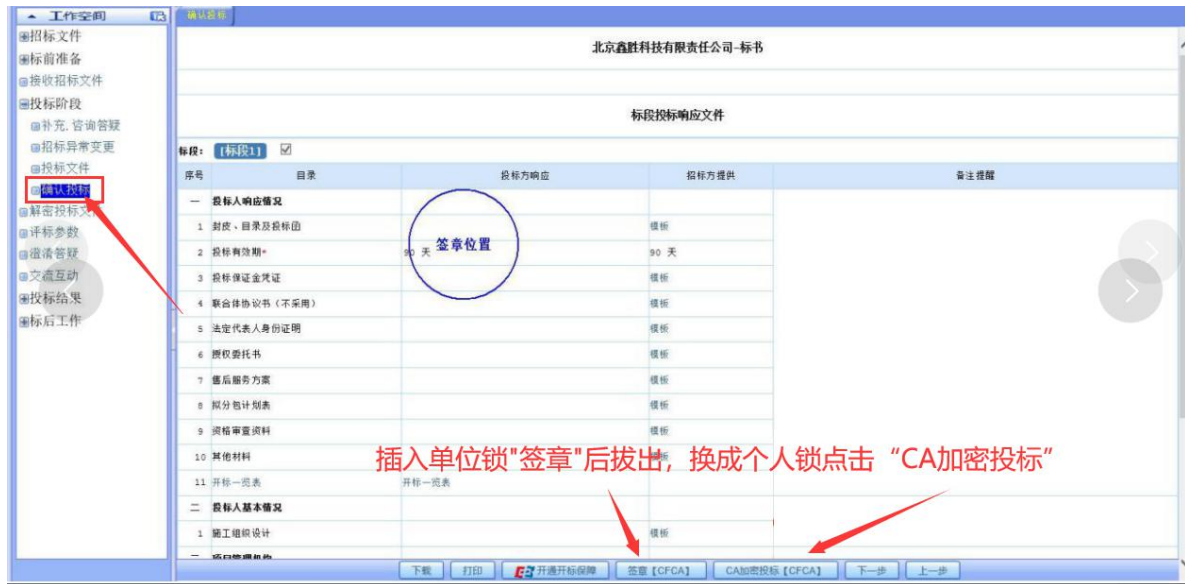 工作空间
确认投标
招标文件
标前准备
接收招标文件
投标阶段
补充,咨询答疑
招标异常变更
投标文件
确认投标
解密投标文件
评标参数
澄清答疑
交流互动
投标结果
标后工作
北京鑫胜科技有限责任公司-标书
标段投标响应文件
标段: [标段1]
序号 目录 投标方响应 招标方提供 备注提醒
一 投标人响应情况
1 封皮、目录及投标函 模板
签章位置
2 投标有效期* 90 天 90 天
3 投标保证金凭证 模板
4 联合体协议书(不采用) 模板
5 法定代表人身份证明 模板
6 授权委托书 模板
7 售后服务方案 模板
8 拟分包计划表 模板
9 资格审查资料 模板
10 其他材料 模板
插入单位锁"签章"后拔出,换成个人锁点击“CA加密投标”
11 开标一览表 开标一览表
二 投标人基本情况
1 施工组织设计 模板
项目管理机构
下载 打印 开通开标保障 签章【CFCA】 CA加密投标【CFCA】 下一步 上一步